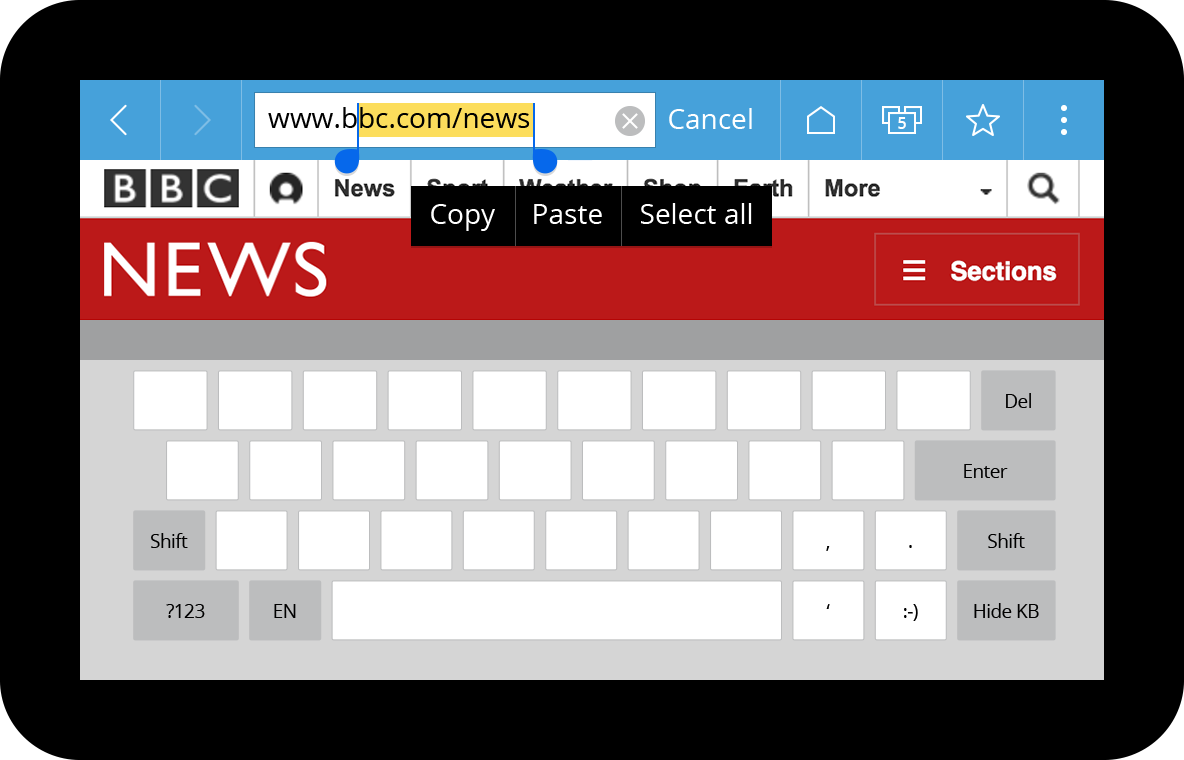 www.bbc.com/news Cancel 5
BBC News Sport Weather Shop Earth More
Copy Paste Select all
NEWS Sections
Del
Enter
Shift , . Shift
?123 EN ‘ :-) Hide KB